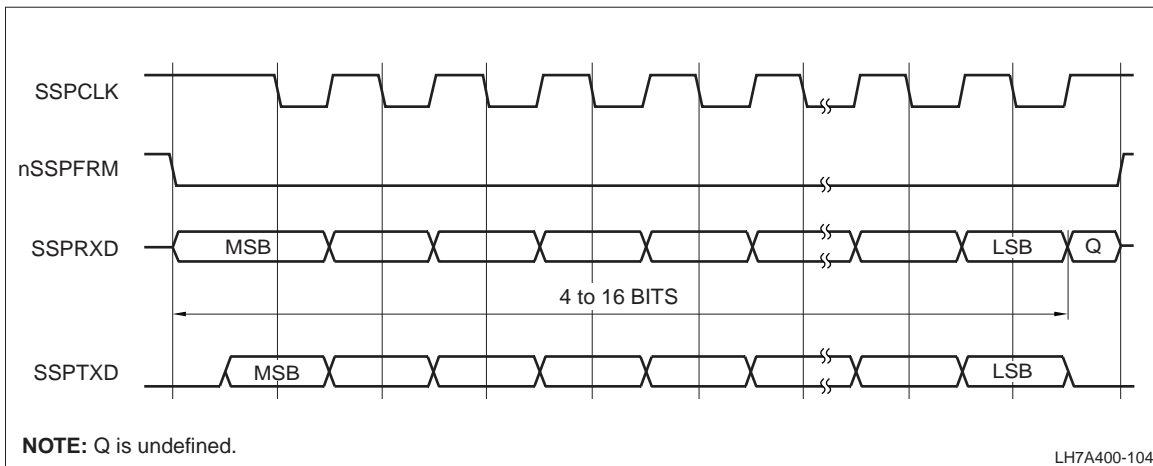 SSPCLK
nSSPFRM
SSPRXD
MSB
LSB
Q
4 to 16 BITS
SSPTXD
MSB
LSB
NOTE: Q is undefined.
LH7A400-104